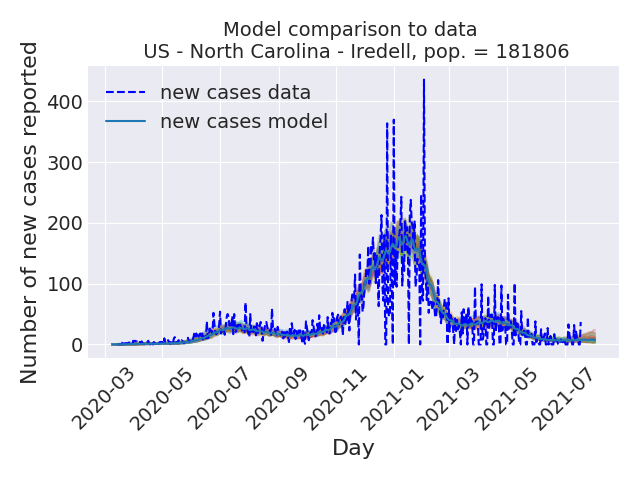 Model comparison to data
US - North Carolina - Iredell, pop. = 181806
Number of new cases reported
400
300
200
100
0
new cases data
new cases model
2020-03
2020-05
2020-07
2020-09
2020-11
2021-01
2021-03
2021-05
2021-07
Day